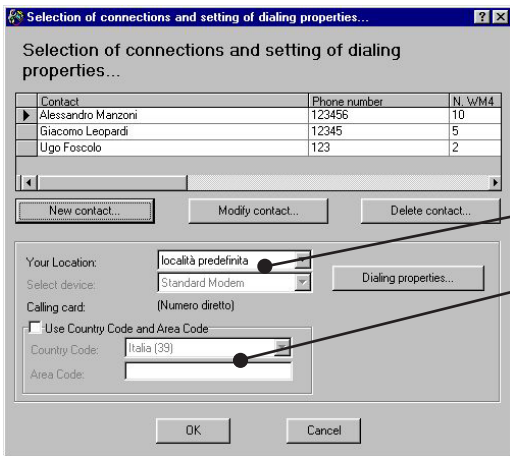 Selection of connections and setting of dialing properties...
Selection of connections and setting of dialing
properties...
Contact Phone number N. WM4
Alessandro Manzoni 123456 10
Giacomo Leopardi 12345 5
Ugo Foscolo 123 2
New contact... Modify contact... Delete contact...
Your Location: località predefinita
Select device: Standard Modem Dialing properties...
Calling card: (Numero diretto)
Use Country Code and Area Code
Country Code: Italia (39)
Area Code:
OK Cancel